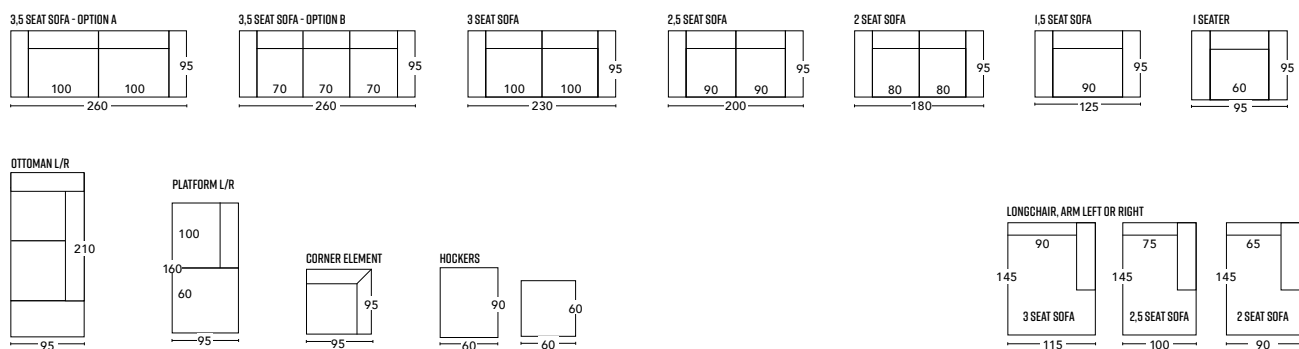 3,5 SEAT SOFA - OPTION A
100 100
95
260
3,5 SEAT SOFA - OPTION B
70 70 70
95
260
3 SEAT SOFA
100 100
95
230
2,5 SEAT SOFA
90 90
95
200
2 SEAT SOFA
80 80
95
180
1,5 SEAT SOFA
90
95
125
1 SEATER
60
95
95
OTTOMAN L/R
210
95
PLATFORM L/R
100
160
60
95
CORNER ELEMENT
95
95
HOCKERS
90
60
60
60
LONGCHAIR, ARM LEFT OR RIGHT
90
145
3 SEAT SOFA
115
75
145
2,5 SEAT SOFA
100
65
145
2 SEAT SOFA
90